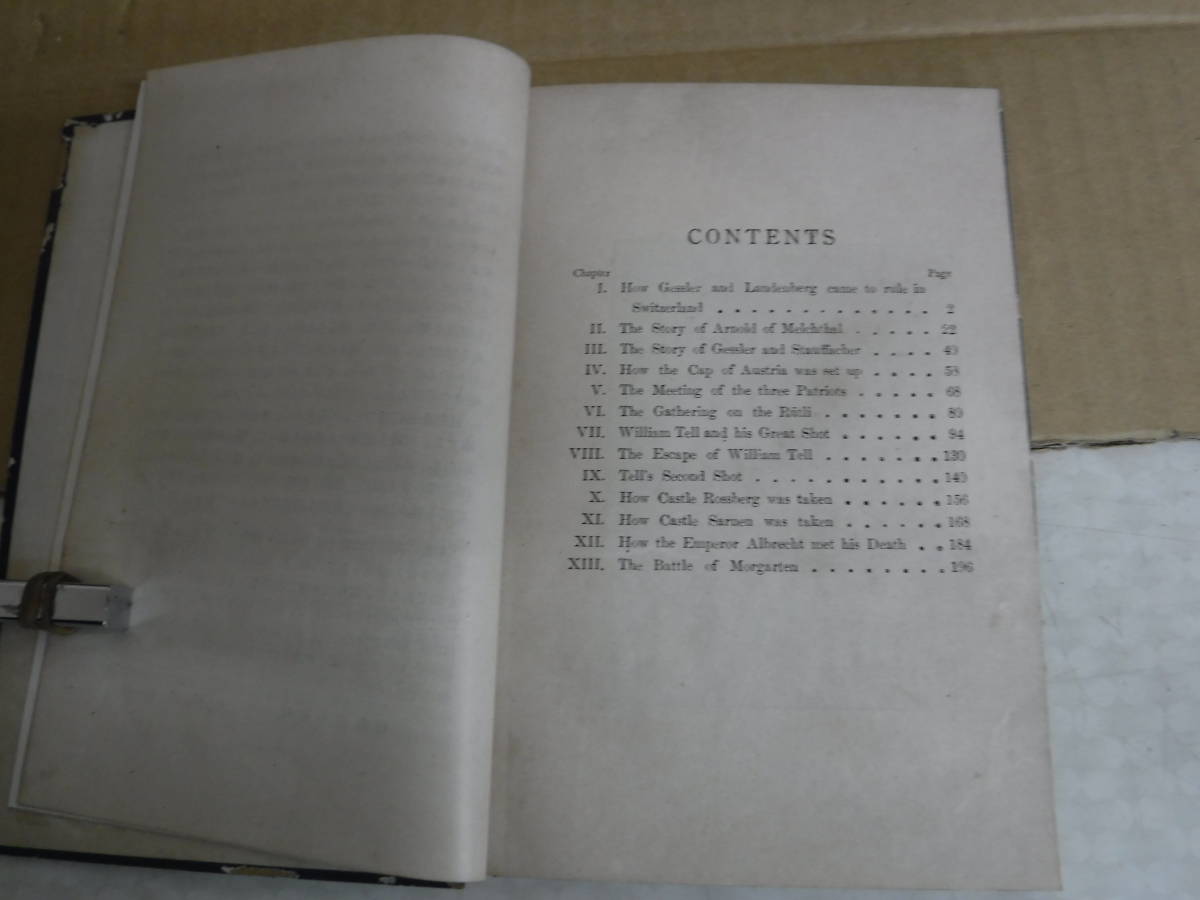 CONTENTS
Chapter Page
I. How Gessler and Landenberg came to rule in
Switzerland . . . . . . . . . . . . . 2
II. The Story of Arnold of Melchthal . . . . . 22
III. The Story of Gessler and Stauffacher . . . . 40
IV. How the Cap of Austria was set up . . . . 58
V. The Meeting of the three Patriots . . . . . 68
VI. The Gathering on the Rütli . . . . . . . 80
VII. William Tell and his Great Shot . . . . . . 94
VIII. The Escape of William Tell . . . . . . . 130
IX. Tell's Second Shot . . . . . . . . . . . 140
X. How Castle Rossberg was taken . . . . . . 156
XI. How Castle Sarnen was taken . . . . . . 168
XII. How the Emperor Albrecht met his Death . . 184
XIII. The Battle of Morgarten . . . . . . . . 196